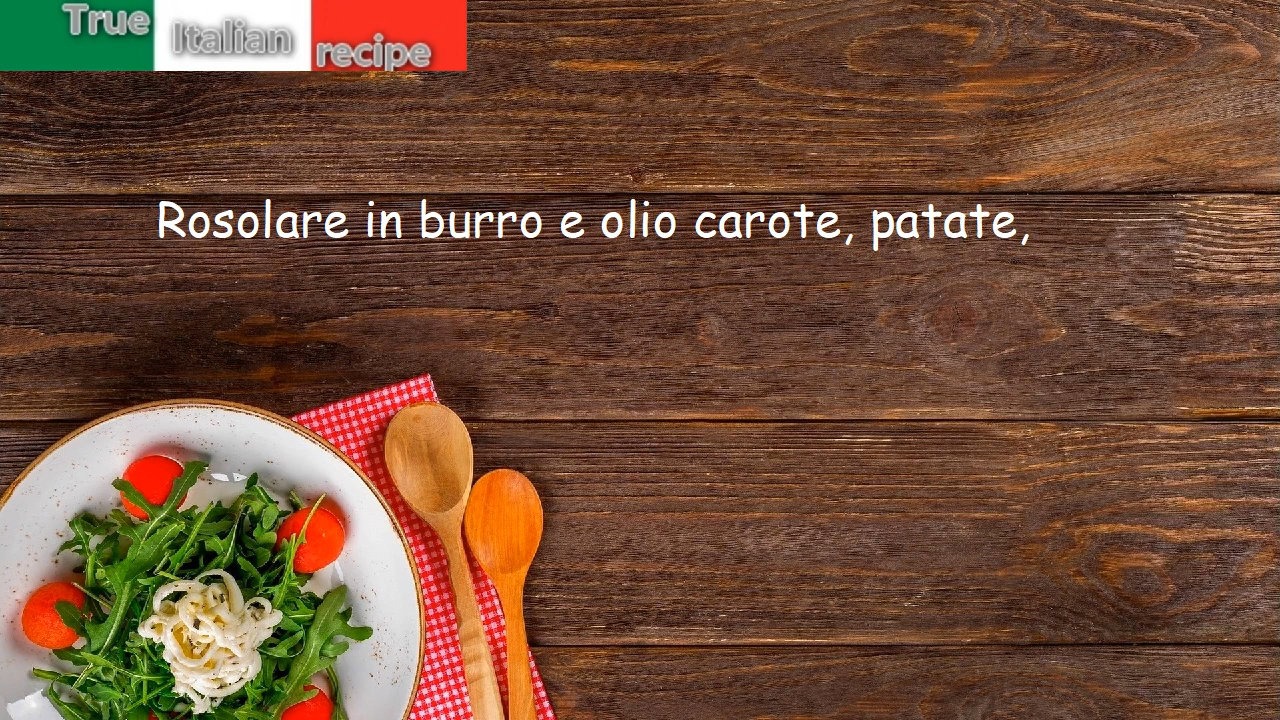 True Italian recipe
Rosolare in burro e olio carote, patate,